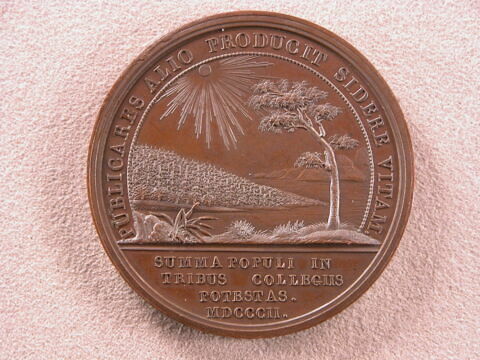 PUBLICA RES ALIO PRODUCIT SIDERE VITAM.
SUMMA POPULI IN
TRIBUS COLLEGIIS
POTESTAS.
MDCCCII.